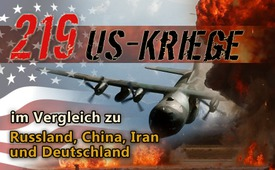 219 US-KRIEGE
im Vergleich zu
Russland, China, Iran
und Deutschland